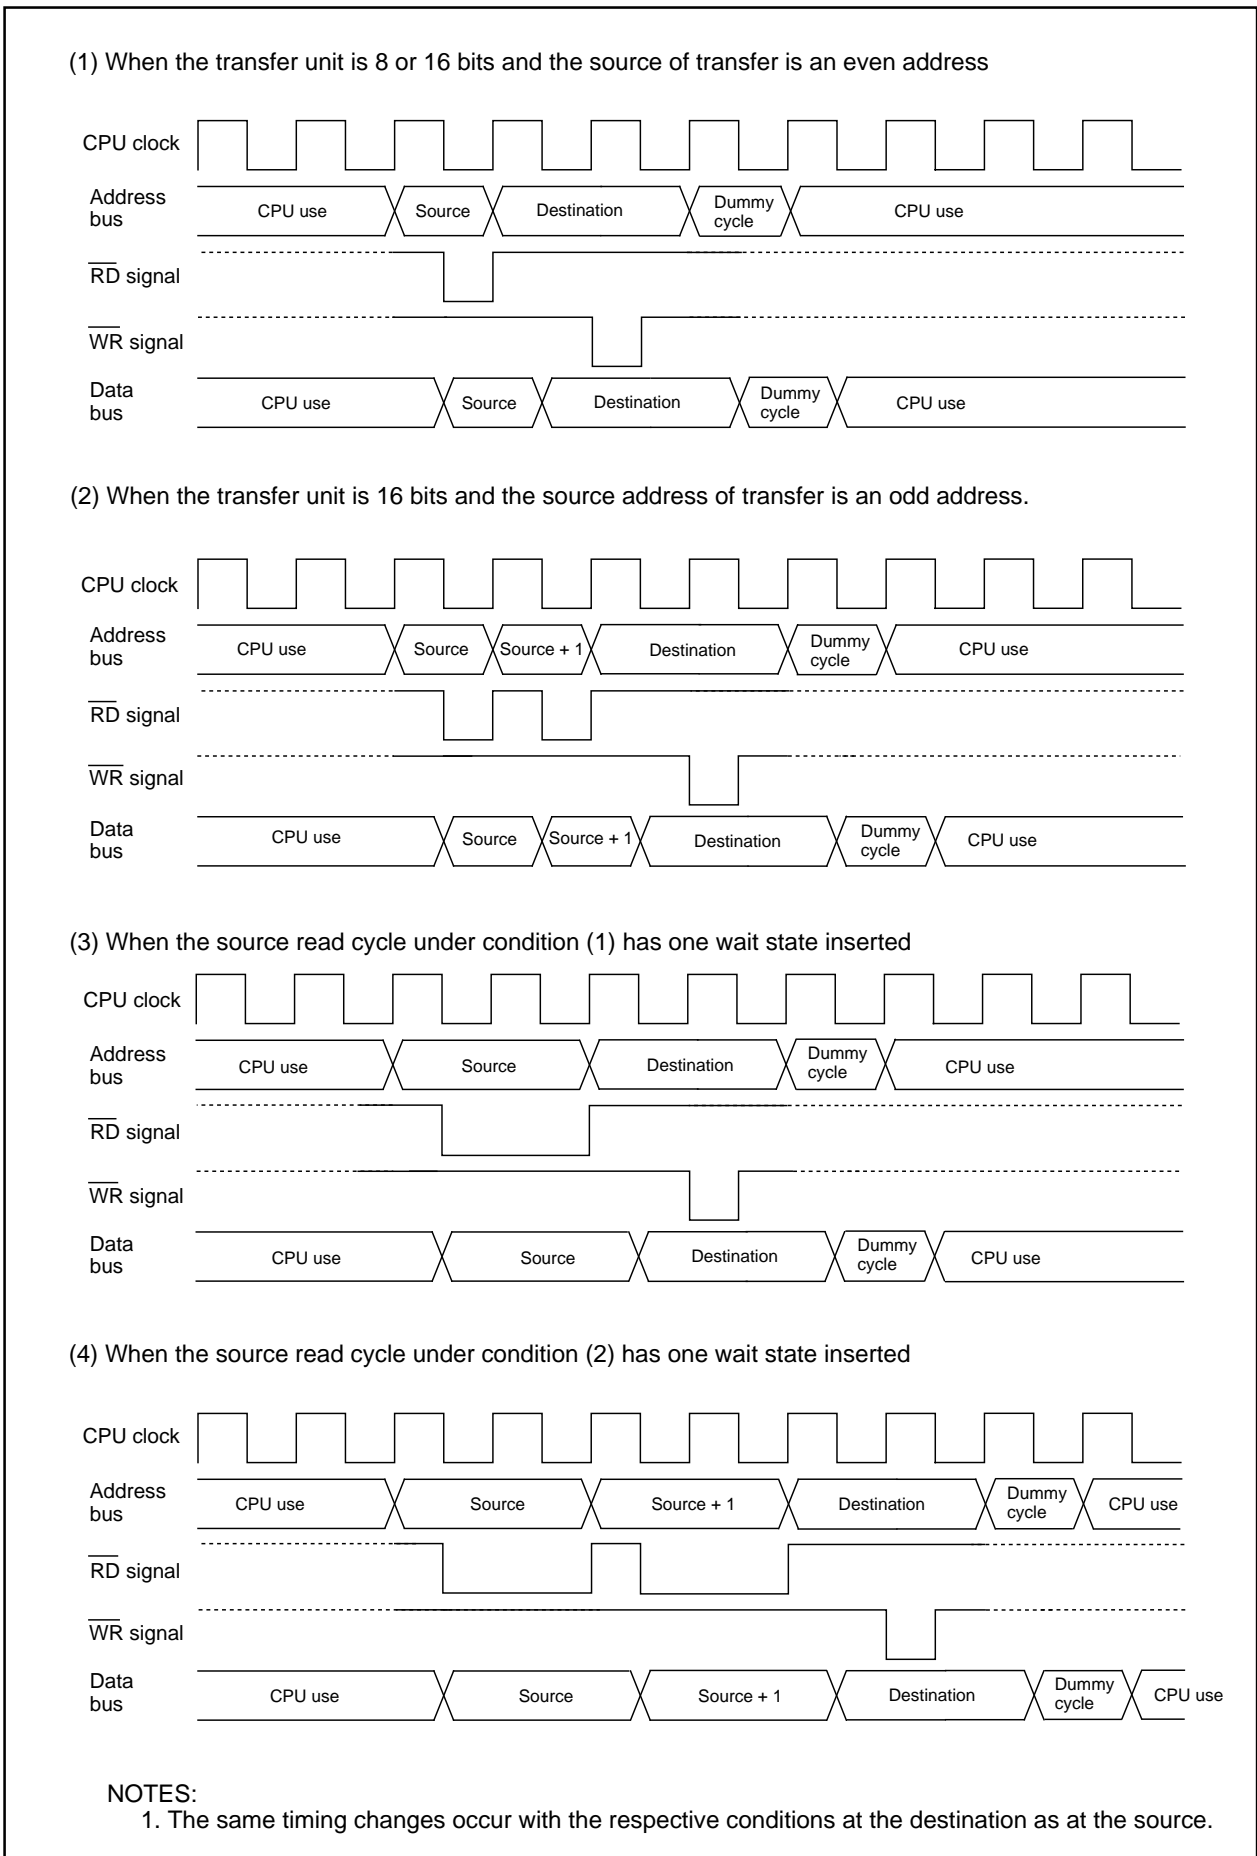 (1) When the transfer unit is 8 or 16 bits and the source of transfer is an even address
CPU clock
Address
bus
CPU use
Source
Destination
Dummy
cycle
CPU use
RD signal
WR signal
Data
bus
CPU use
Source
Destination
Dummy
cycle
CPU use
(2) When the transfer unit is 16 bits and the source address of transfer is an odd address.
CPU clock
Address
bus
CPU use
Source
Source + 1
Destination
Dummy
cycle
CPU use
RD signal
WR signal
Data
bus
CPU use
Source
Source + 1
Destination
Dummy
cycle
CPU use
(3) When the source read cycle under condition (1) has one wait state inserted
CPU clock
Address
bus
CPU use
Source
Destination
Dummy
cycle
CPU use
RD signal
WR signal
Data
bus
CPU use
Source
Destination
Dummy
cycle
CPU use
(4) When the source read cycle under condition (2) has one wait state inserted
CPU clock
Address
bus
CPU use
Source
Source + 1
Destination
Dummy
cycle
CPU use
RD signal
WR signal
Data
bus
CPU use
Source
Source + 1
Destination
Dummy
cycle
CPU use
NOTES:
1. The same timing changes occur with the respective conditions at the destination as at the source.